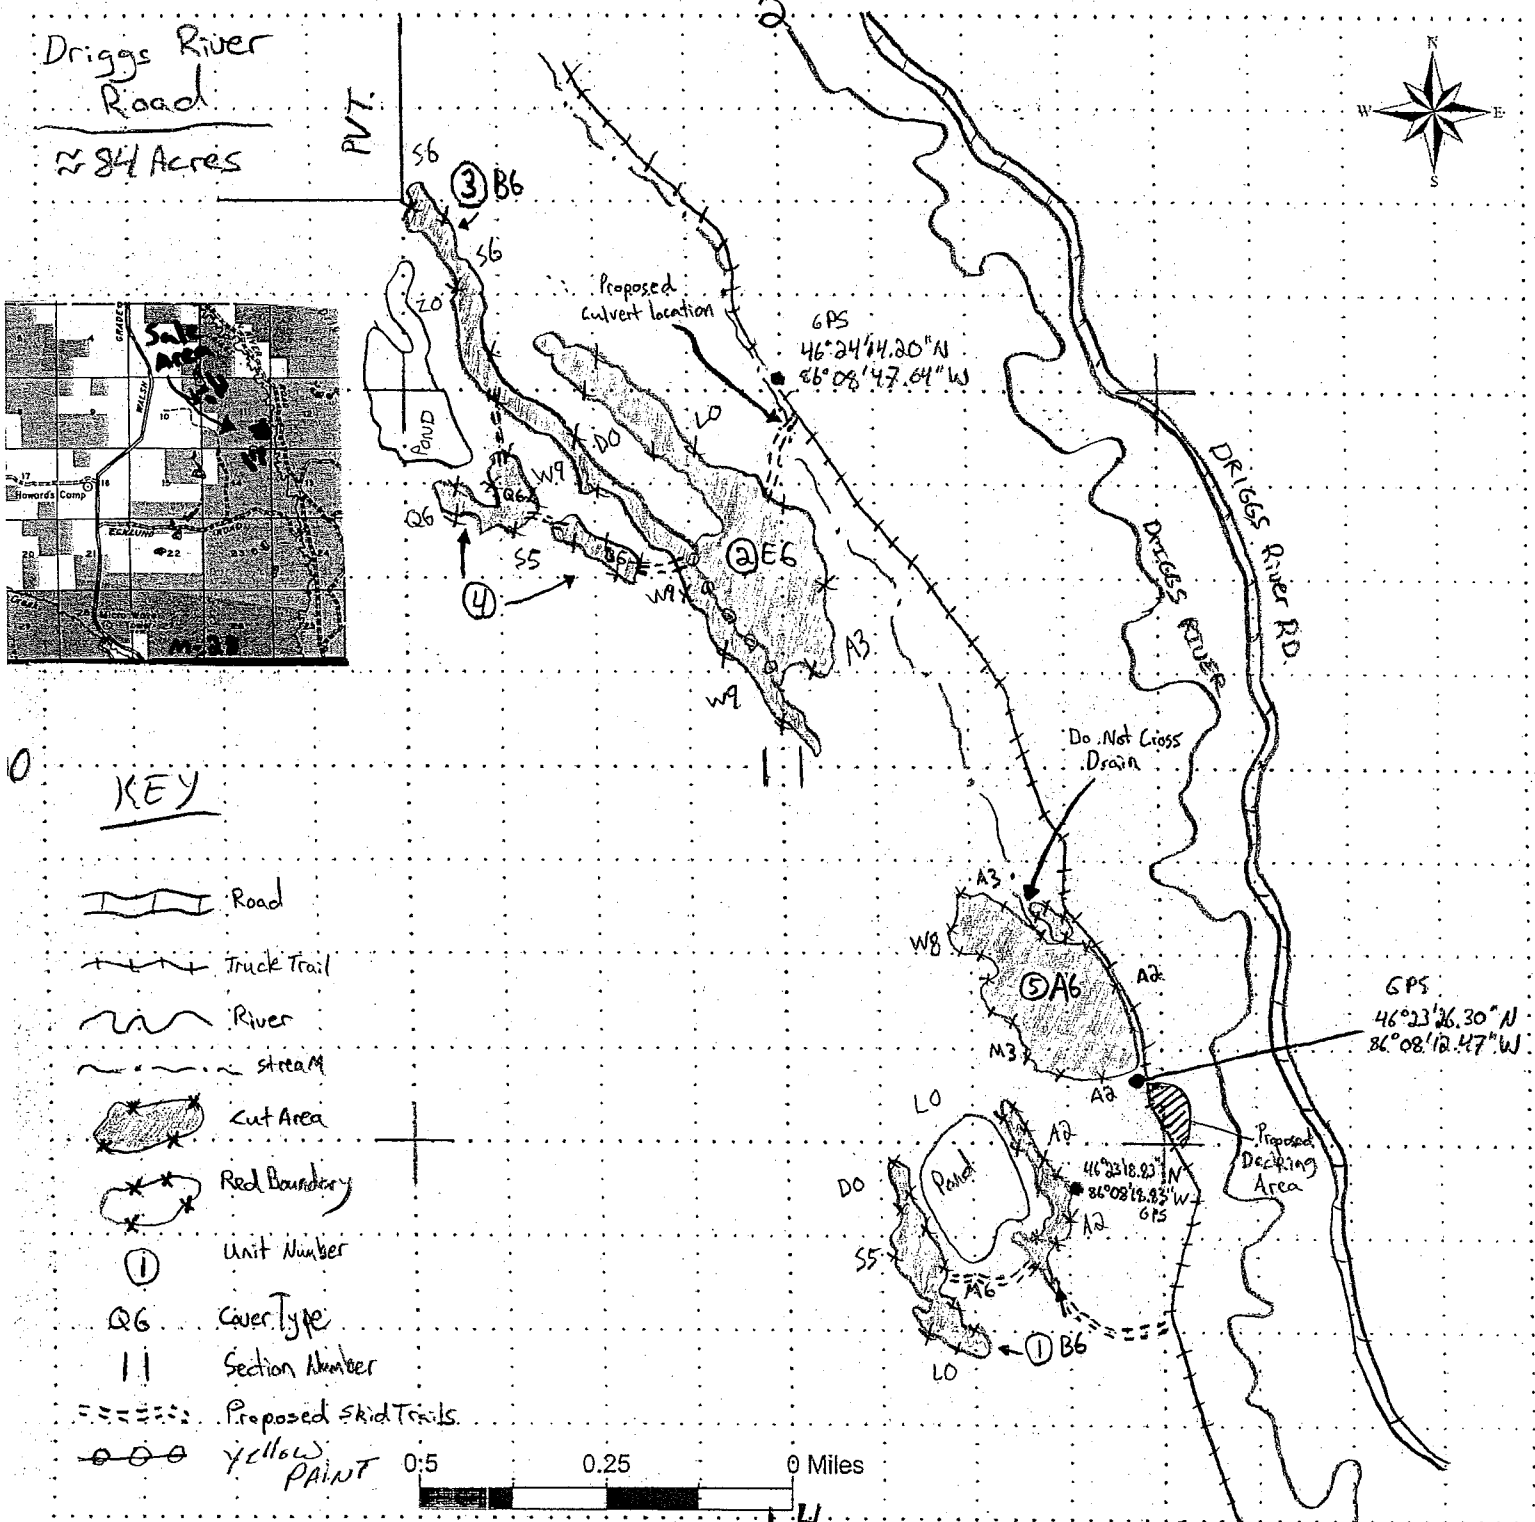 Driggs River
Road
≈ 84 Acres
PVT.
2
N
W
E
S
S6
③ B6
S6
ZO
POND
Proposed
Culvert location
GPS
46°24'14.20"N
86°08'47.64"W
LO
DO
W9
Q6
Q6
S5
B6
④
W9
② E6
A3
W9
11
DRIGGS River RD.
DRIGGS RIVER
Sale
Area
GRADE
WALSH
Howard's Camp
M-28
0
Do Not Cross
Drain
A3
W8
⑤ A6
A2
M3
A2
GPS
46°23'26.30"N
86°08'12.47"W
Proposed
Decking
Area
LO
Pond
A2
46°23'18.83"N
86°08'18.83"W
GPS
A2
DO
S5
M6
① B6
LO
KEY
Road
Truck Trail
River
stream
Cut Area
Red Boundary
① Unit Number
Q6 Cover Type
11 Section Number
Proposed Skid Trails
Yellow
PAINT
0.5 0.25 0 Miles